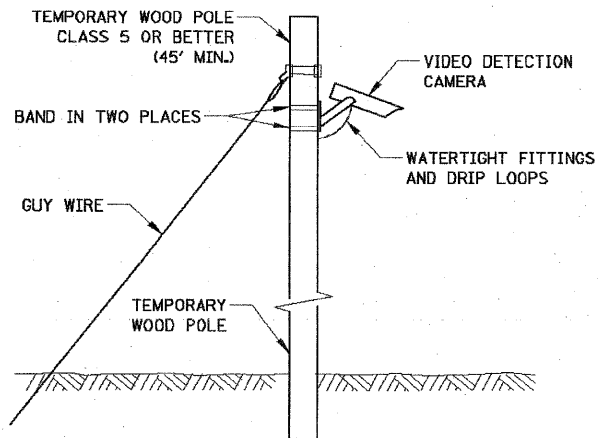 TEMPORARY WOOD POLE
CLASS 5 OR BETTER
(45' MIN.)
VIDEO DETECTION
CAMERA
BAND IN TWO PLACES
WATERTIGHT FITTINGS
AND DRIP LOOPS
GUY WIRE
TEMPORARY
WOOD POLE